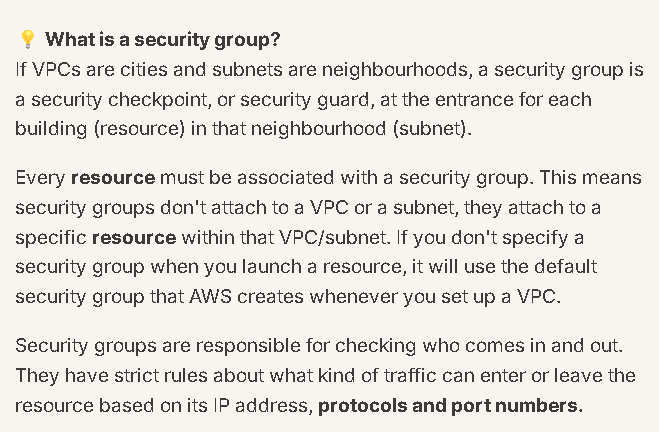 💡 What is a security group?
If VPCs are cities and subnets are neighbourhoods, a security group is
a security checkpoint, or security guard, at the entrance for each
building (resource) in that neighbourhood (subnet).
Every resource must be associated with a security group. This means
security groups don't attach to a VPC or a subnet, they attach to a
specific resource within that VPC/subnet. If you don't specify a
security group when you launch a resource, it will use the default
security group that AWS creates whenever you set up a VPC.
Security groups are responsible for checking who comes in and out.
They have strict rules about what kind of traffic can enter or leave the
resource based on its IP address, protocols and port numbers.